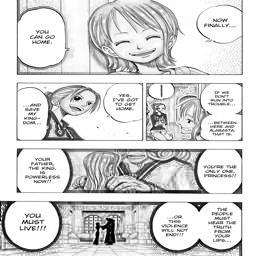 NOW
FINALLY...
YOU
CAN GO
HOME.
IF WE
DON'T
RUN INTO
TROUBLE...
...BETWEEN
HERE AND
ALABASTA,
THAT IS.
YES,
I'VE GOT
TO GET
HOME.
...AND
SAVE MY
KING-
DOM...
YOU'RE THE
ONLY ONE,
PRINCESS!!
YOUR
FATHER,
THE KING,
IS
POWERLESS
NOW!!
THE PEOPLE
MUST HEAR
THE TRUTH
FROM
YOUR
LIPS...
...OR
THIS
VIOLENCE
WILL
NOT END!!!
YOU
MUST
LIVE!!!